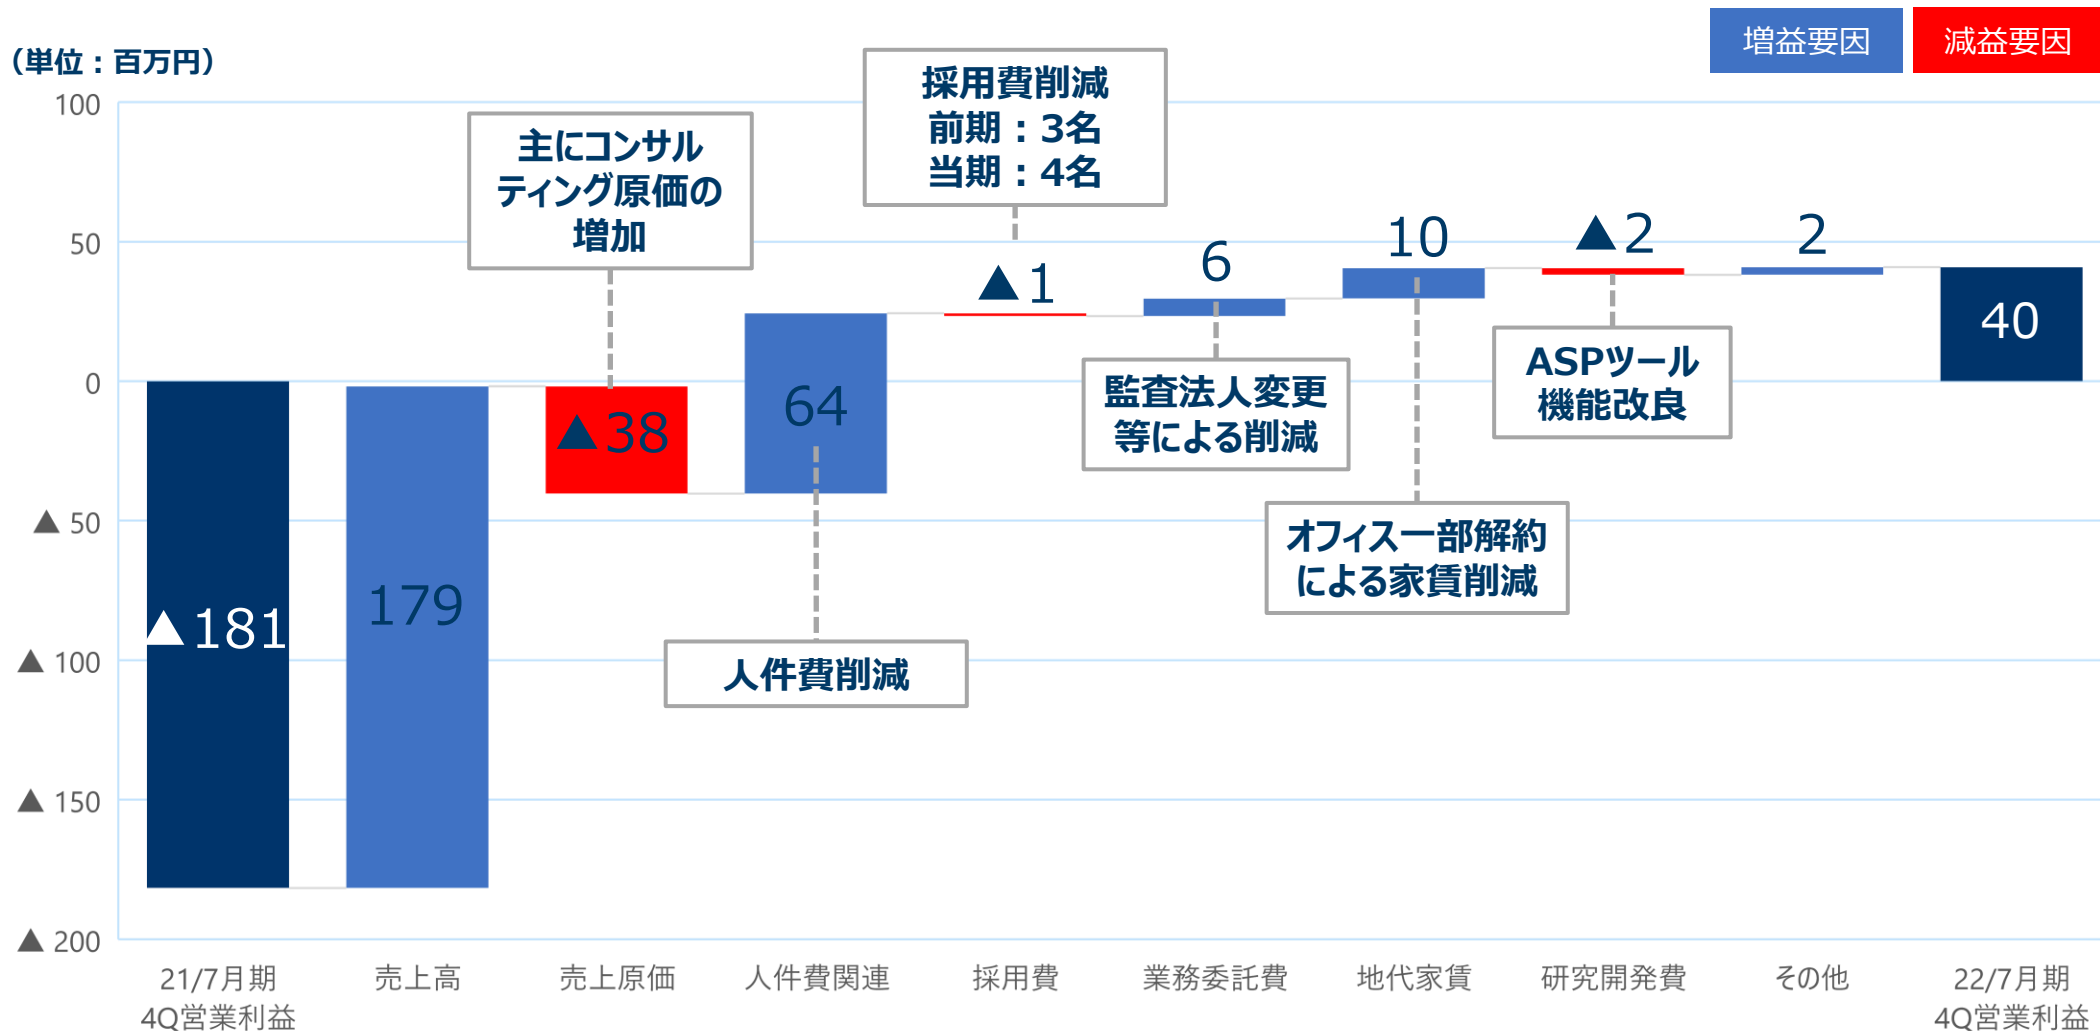 （単位：百万円）
増益要因
減益要因
100
50
0
▲ 50
▲ 100
▲ 150
▲ 200
主にコンサル
ティング原価の
増加
採用費削減
前期：3名
当期：4名
▲181
179
▲38
64
▲1
6
10
▲2
2
40
人件費削減
監査法人変更
等による削減
オフィス一部解約
による家賃削減
ASPツール
機能改良
21/7月期
4Q営業利益
売上高
売上原価
人件費関連
採用費
業務委託費
地代家賃
研究開発費
その他
22/7月期
4Q営業利益